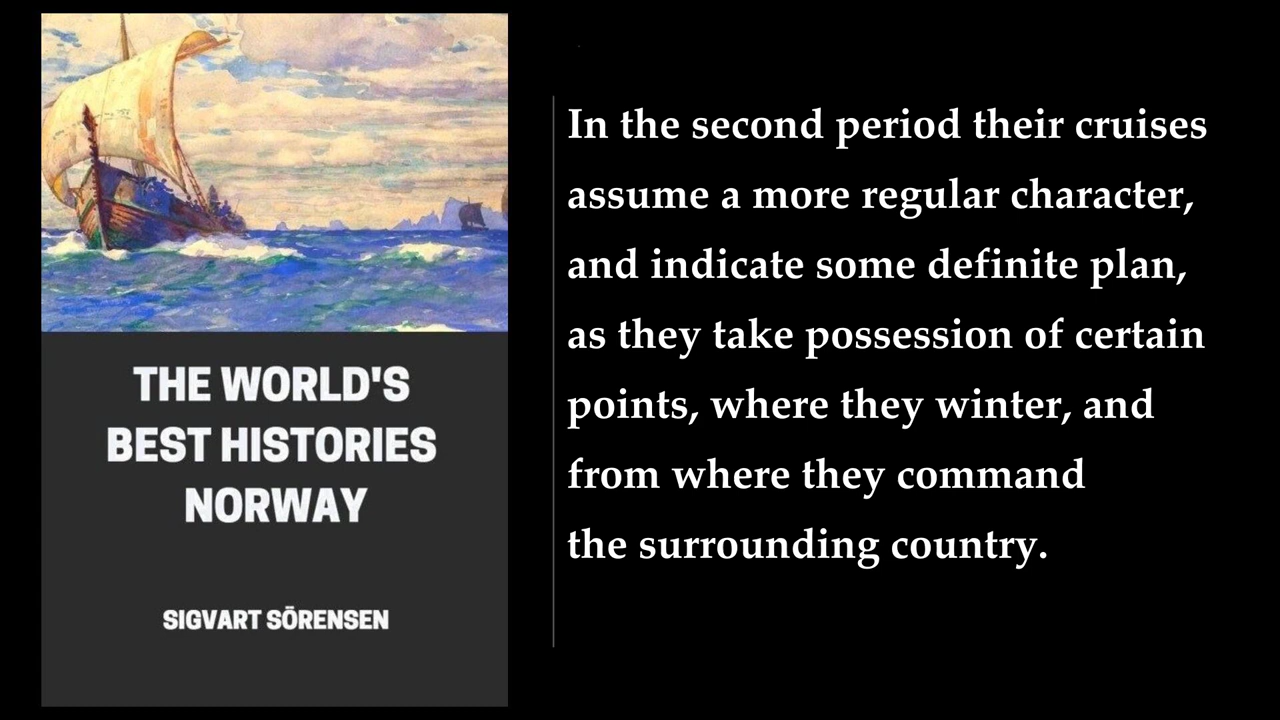 THE WORLD'S
BEST HISTORIES
NORWAY
SIGVART SÖRENSEN
In the second period their cruises
assume a more regular character,
and indicate some definite plan,
as they take possession of certain
points, where they winter, and
from where they command
the surrounding country.